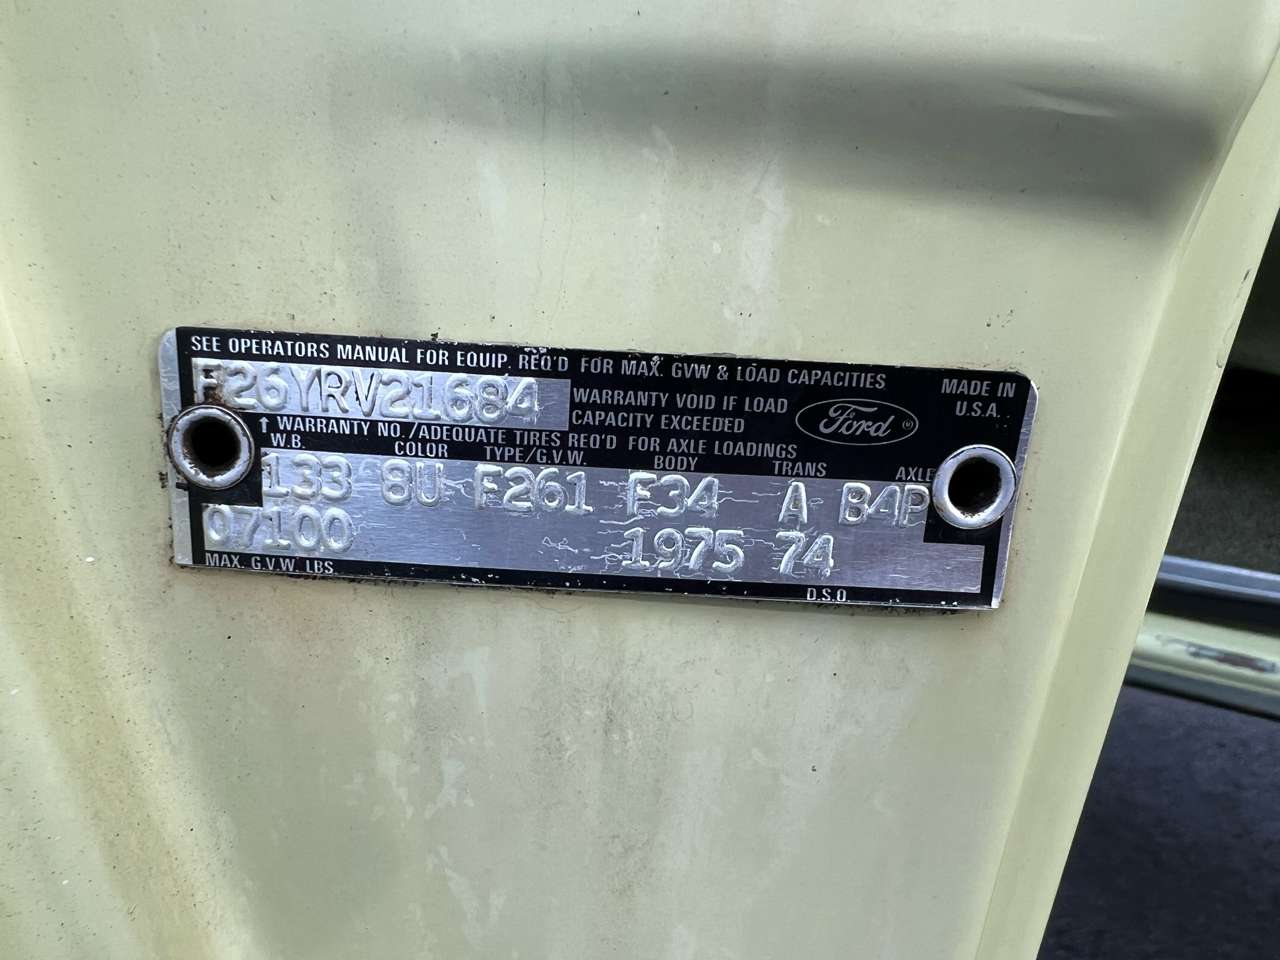 SEE OPERATORS MANUAL FOR EQUIP. REQ'D FOR MAX. GVW & LOAD CAPACITIES
MADE IN U.S.A.
F26YRV21684
WARRANTY VOID IF LOAD
CAPACITY EXCEEDED
Ford
↑ WARRANTY NO./ADEQUATE TIRES REQ'D FOR AXLE LOADINGS
W.B. COLOR TYPE/G.V.W. BODY TRANS AXLE
133 8U F261 F34 A B4P
07100 1975 74
MAX. G.V.W. LBS. D.S.O.